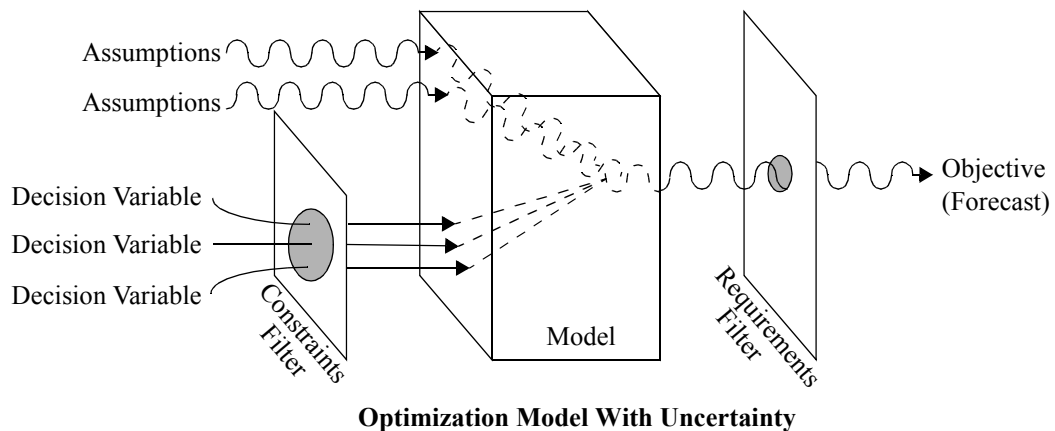 Assumptions
Assumptions
Decision Variable
Decision Variable
Decision Variable
Constraints
Filter
Model
Requirements
Filter
Objective
(Forecast)
Optimization Model With Uncertainty